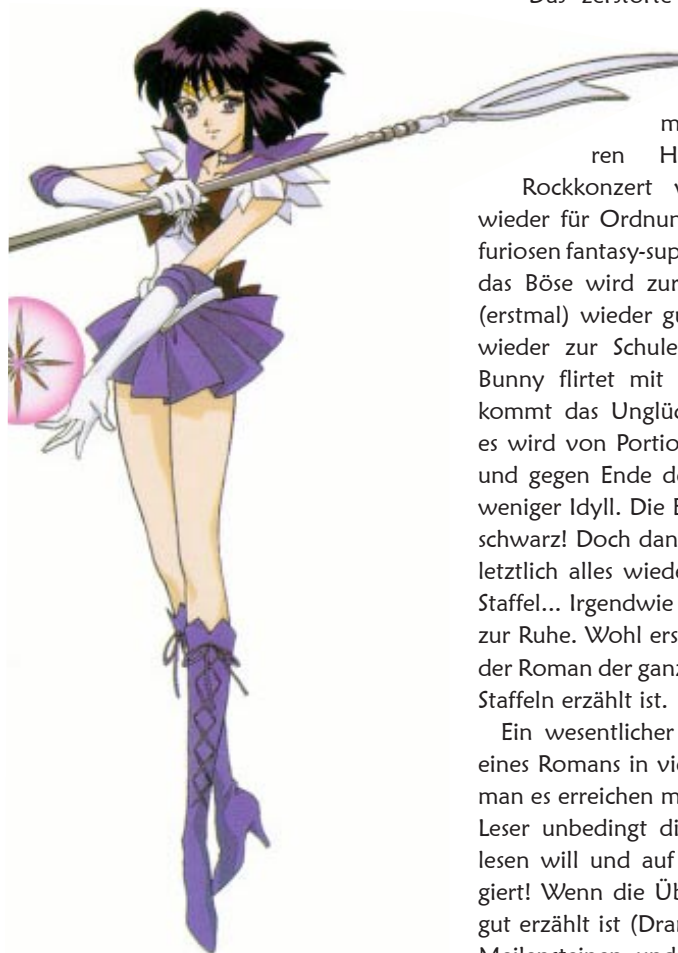 Das zerstörte
m
ren H
Rockkonzert v
wieder für Ordnun
furiosen fantasy-sup
das Böse wird zur
(erstmal) wieder gu
wieder zur Schule
Bunny flirtet mit
kommt das Unglüc
es wird von Portio
und gegen Ende de
weniger Idyll. Die E
schwarz! Doch dan
letztlich alles wiede
Staffel... Irgendwie
zur Ruhe. Wohl ers
der Roman der ganz
Staffeln erzählt ist.
Ein wesentlicher
eines Romans in vie
man es erreichen m
Leser unbedingt di
lesen will und auf
giert! Wenn die Üb
gut erzählt ist (Dran
Meilensteinen und